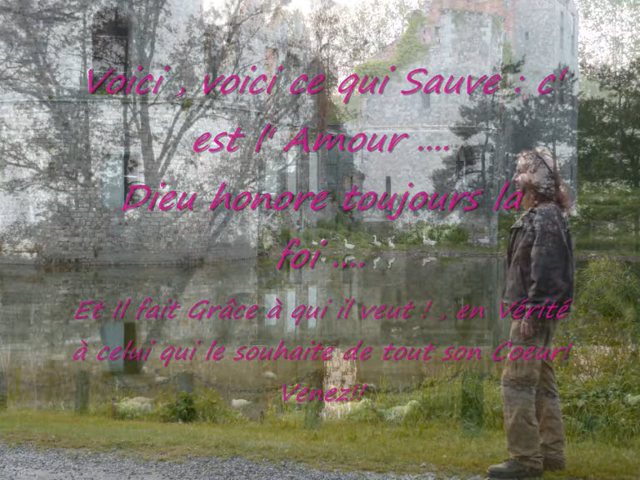 Voici , voici ce qui Sauve : c'
est l' Amour ....
Dieu honore toujours la
foi ....
Et Il fait Grâce à qui il veut ! . en Vérité
à celui qui le souhaite de tout son Coeur!
Venez!!